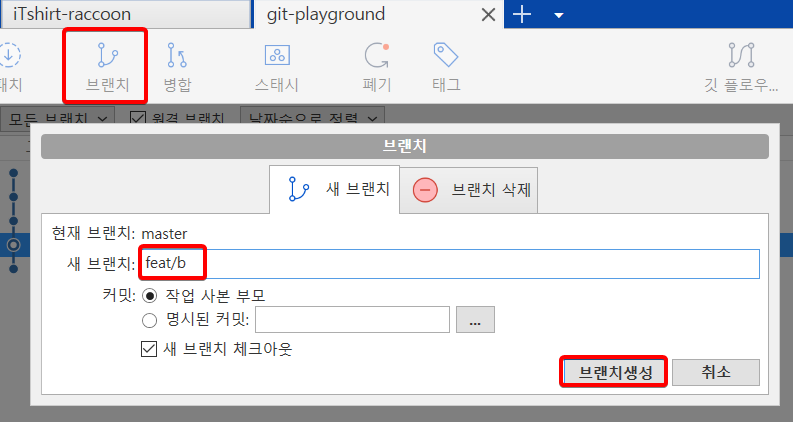 iTshirt-raccoon git-playground
패치 브랜치 병합 스태시 폐기 태그 깃 플로우...
모든 브랜치 원격 브랜치 날짜순으로 정렬
브랜치
새 브랜치 브랜치 삭제
현재 브랜치: master
새 브랜치: feat/b
커밋: 작업 사본 부모
명시된 커밋: ...
새 브랜치 체크아웃
브랜치생성 취소